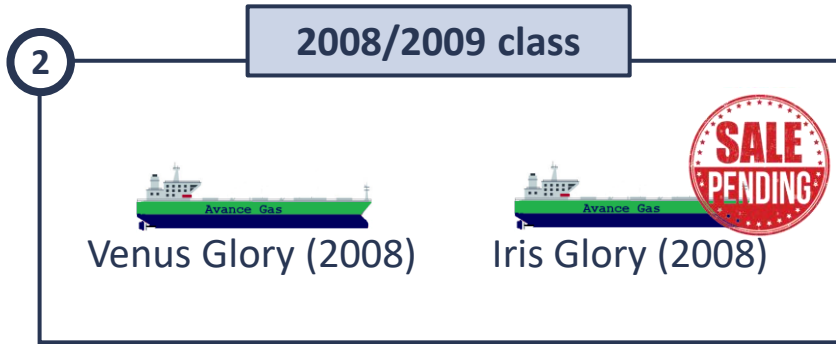 2008/2009 class
2
SALE
PENDING
Avance Gas
Avance Gas
Venus Glory (2008)
Iris Glory (2008)